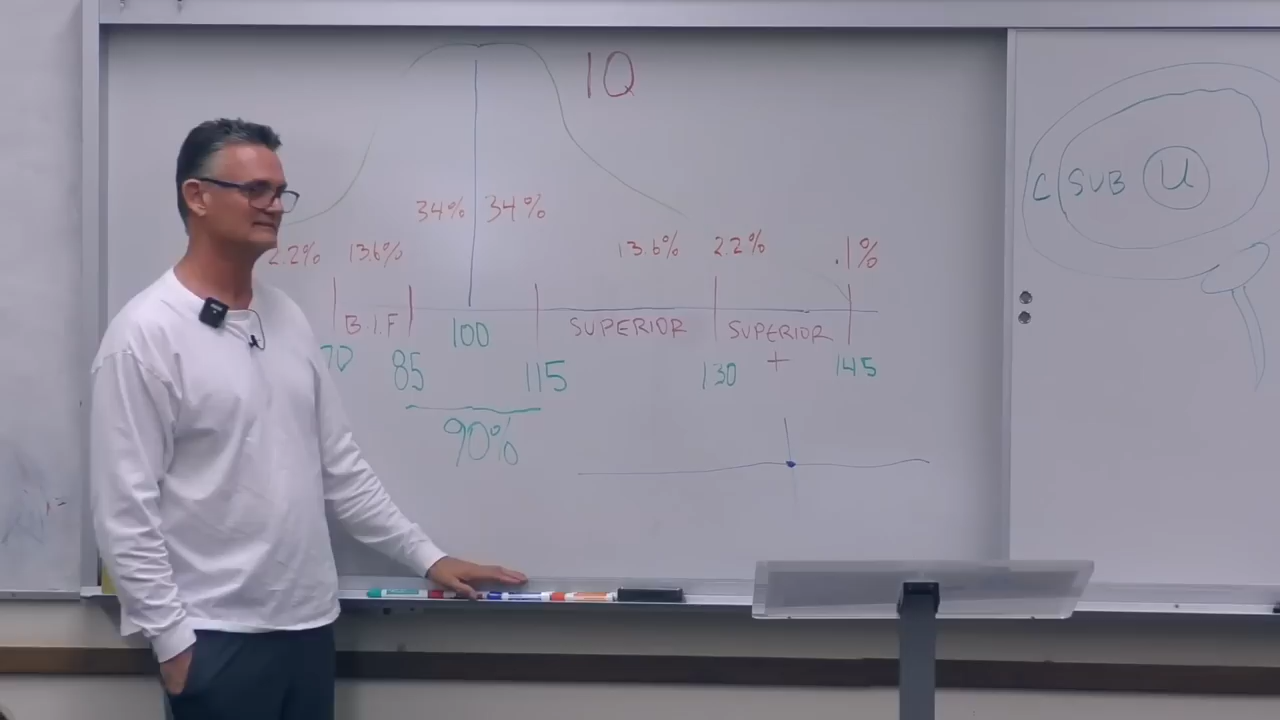 IQ
34% 34%
2.2% 13.6% 13.6% 2.2% .1%
B.I.F 100 SUPERIOR SUPERIOR
+
70 85 115 130 145
90%
C SUB U